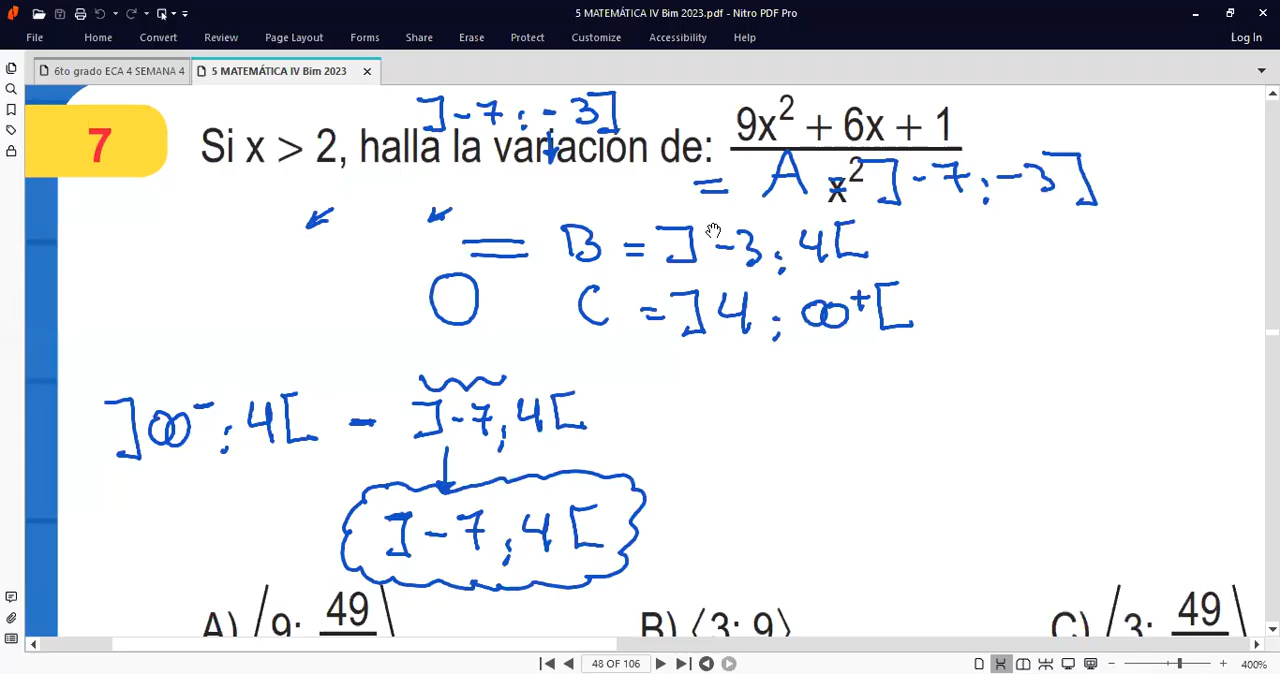 5 MATEMÁTICA IV Bim 2023.pdf - Nitro PDF Pro
File Home Convert Review Page Layout Forms Share Erase Protect Customize Accessibility Help Log In
6to grado ECA 4 SEMANA 4 5 MATEMÁTICA IV Bim 2023
]-7;-3]
7 Si x > 2, halla la variación de: 9x² + 6x + 1
x²
= A = ]-7;-3]
= B = ]-3;4[
O C = ]4;∞+[
]∞-;4[ - ]-7,4[
]-7;4[
A) ⟨9; 49 B) ⟨3; 9⟩ C) ⟨3; 49
48 OF 106 400%